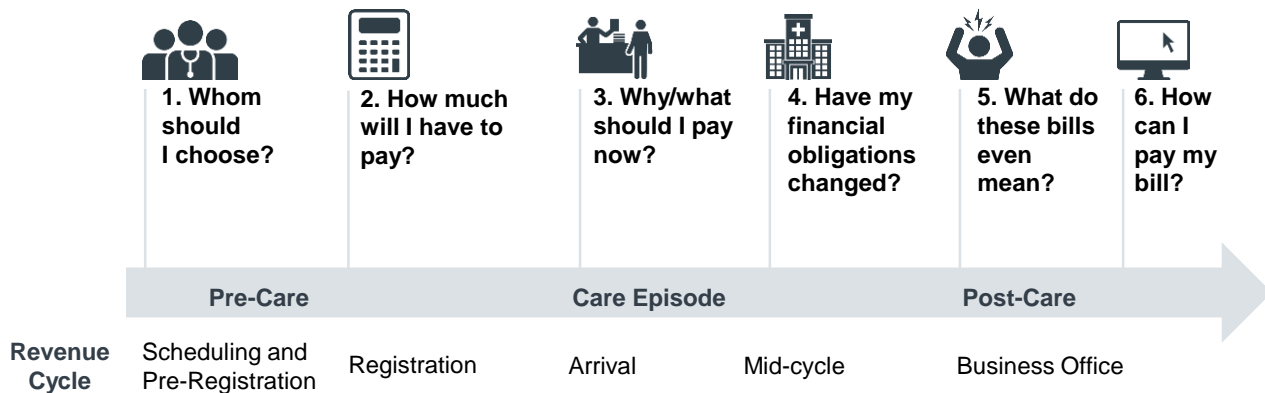 1. Whom
should
I choose?
2. How much
will I have to
pay?
3. Why/what
should I pay
now?
4. Have my
financial
obligations
changed?
5. What do
these bills
even
mean?
6. How
can I
pay my
bill?
Pre-Care
Care Episode
Post-Care
Revenue
Cycle
Scheduling and
Pre-Registration
Registration
Arrival
Mid-cycle
Business Office